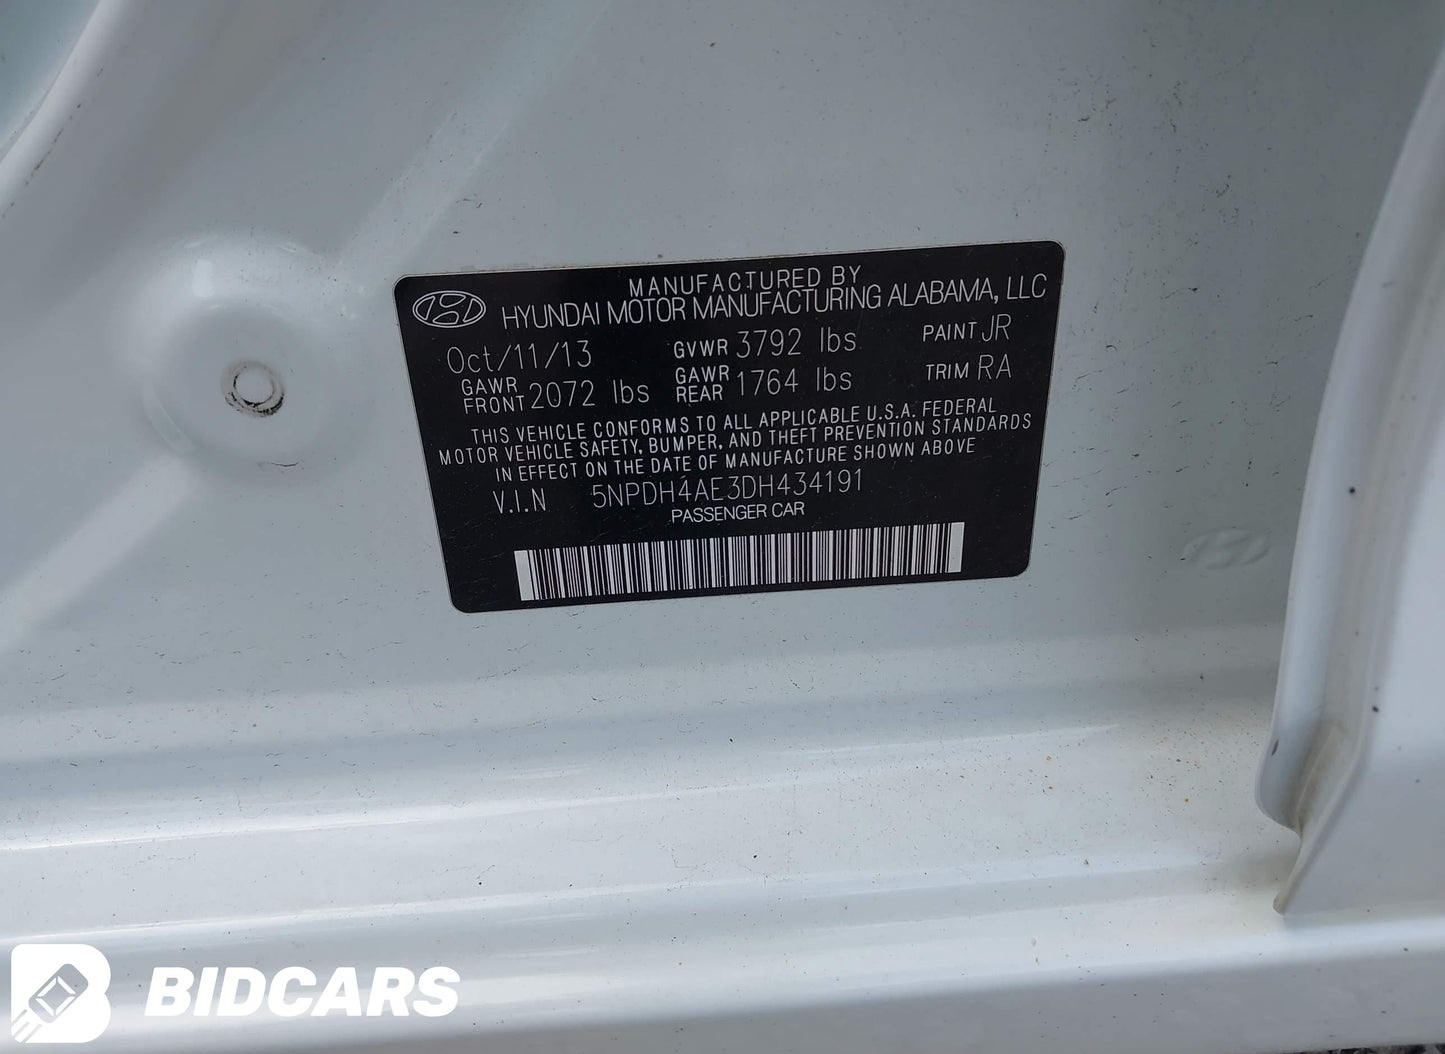 MANUFACTURED BY
HYUNDAI MOTOR MANUFACTURING ALABAMA, LLC
Oct/11/13 GVWR 3792 lbs PAINT JR
GAWR FRONT 2072 lbs GAWR REAR 1764 lbs TRIM RA
THIS VEHICLE CONFORMS TO ALL APPLICABLE U.S.A. FEDERAL
MOTOR VEHICLE SAFETY, BUMPER, AND THEFT PREVENTION STANDARDS
IN EFFECT ON THE DATE OF MANUFACTURE SHOWN ABOVE
V.I.N 5NPDH4AE3DH434191
PASSENGER CAR
BIDCARS